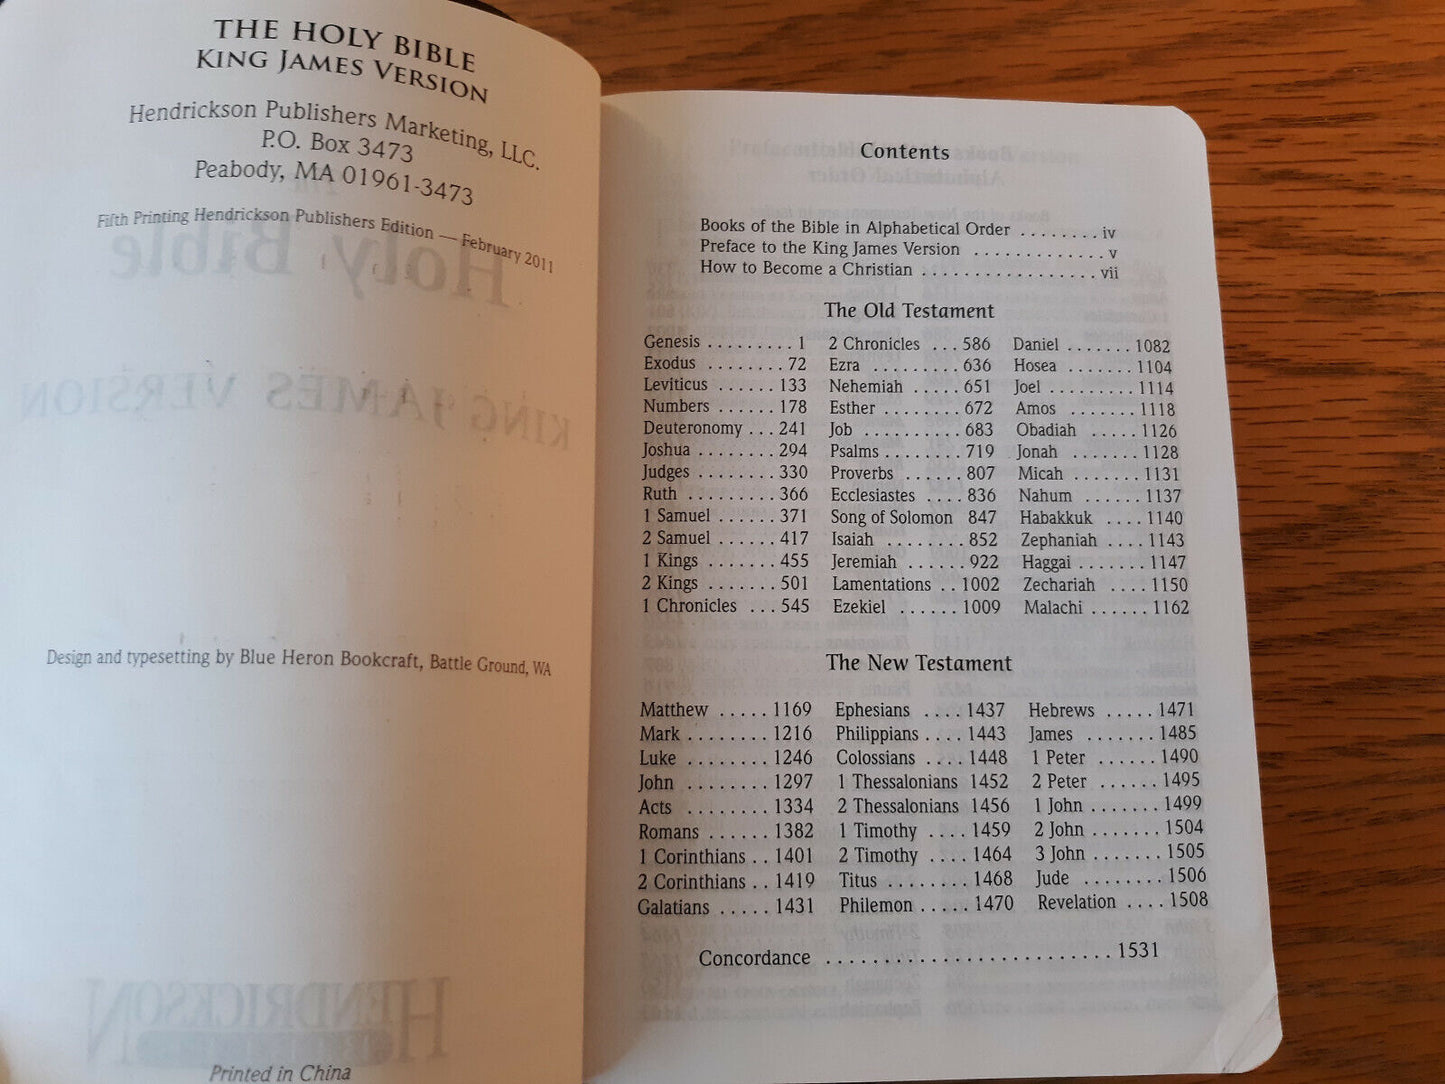 THE HOLY BIBLE
KING JAMES VERSION
Hendrickson Publishers Marketing, LLC.
P.O. Box 3473
Peabody, MA 01961-3473
Fifth Printing Hendrickson Publishers Edition — February 2011
Holy Bible
KING JAMES VERSION
Design and typesetting by Blue Heron Bookcraft, Battle Ground, WA
HENDRICKSON
Printed in China
Contents
Books of the Bible in Alphabetical Order . . . . . . . . iv
Preface to the King James Version . . . . . . . . . . . . v
How to Become a Christian . . . . . . . . . . . . . . . . . vii
The Old Testament
Genesis . . . . . . . . . 1 2 Chronicles . . . 586 Daniel . . . . . . . 1082
Exodus . . . . . . . . 72 Ezra . . . . . . . . . 636 Hosea . . . . . . . 1104
Leviticus . . . . . . 133 Nehemiah . . . . . 651 Joel . . . . . . . . . 1114
Numbers . . . . . . 178 Esther . . . . . . . . 672 Amos . . . . . . . 1118
Deuteronomy . . . 241 Job . . . . . . . . . . 683 Obadiah . . . . . 1126
Joshua . . . . . . . . 294 Psalms . . . . . . . . 719 Jonah . . . . . . . 1128
Judges . . . . . . . . 330 Proverbs . . . . . . 807 Micah . . . . . . . 1131
Ruth . . . . . . . . . 366 Ecclesiastes . . . . 836 Nahum . . . . . . 1137
1 Samuel . . . . . . 371 Song of Solomon 847 Habakkuk . . . . 1140
2 Samuel . . . . . . 417 Isaiah . . . . . . . . 852 Zephaniah . . . . 1143
1 Kings . . . . . . . 455 Jeremiah . . . . . . 922 Haggai . . . . . . . 1147
2 Kings . . . . . . . 501 Lamentations . . 1002 Zechariah . . . . 1150
1 Chronicles . . . 545 Ezekiel . . . . . . 1009 Malachi . . . . . . 1162
The New Testament
Matthew . . . . . 1169 Ephesians . . . . 1437 Hebrews . . . . . 1471
Mark . . . . . . . . 1216 Philippians . . . . 1443 James . . . . . . . 1485
Luke . . . . . . . . 1246 Colossians . . . . 1448 1 Peter . . . . . . 1490
John . . . . . . . . 1297 1 Thessalonians 1452 2 Peter . . . . . . 1495
Acts . . . . . . . . 1334 2 Thessalonians 1456 1 John . . . . . . . 1499
Romans . . . . . . 1382 1 Timothy . . . . 1459 2 John . . . . . . . 1504
1 Corinthians . . 1401 2 Timothy . . . . 1464 3 John . . . . . . . 1505
2 Corinthians . . 1419 Titus . . . . . . . . 1468 Jude . . . . . . . . 1506
Galatians . . . . . 1431 Philemon . . . . . 1470 Revelation . . . . 1508
Concordance . . . . . . . . . . . . . . . . . . . . . . . . . 1531